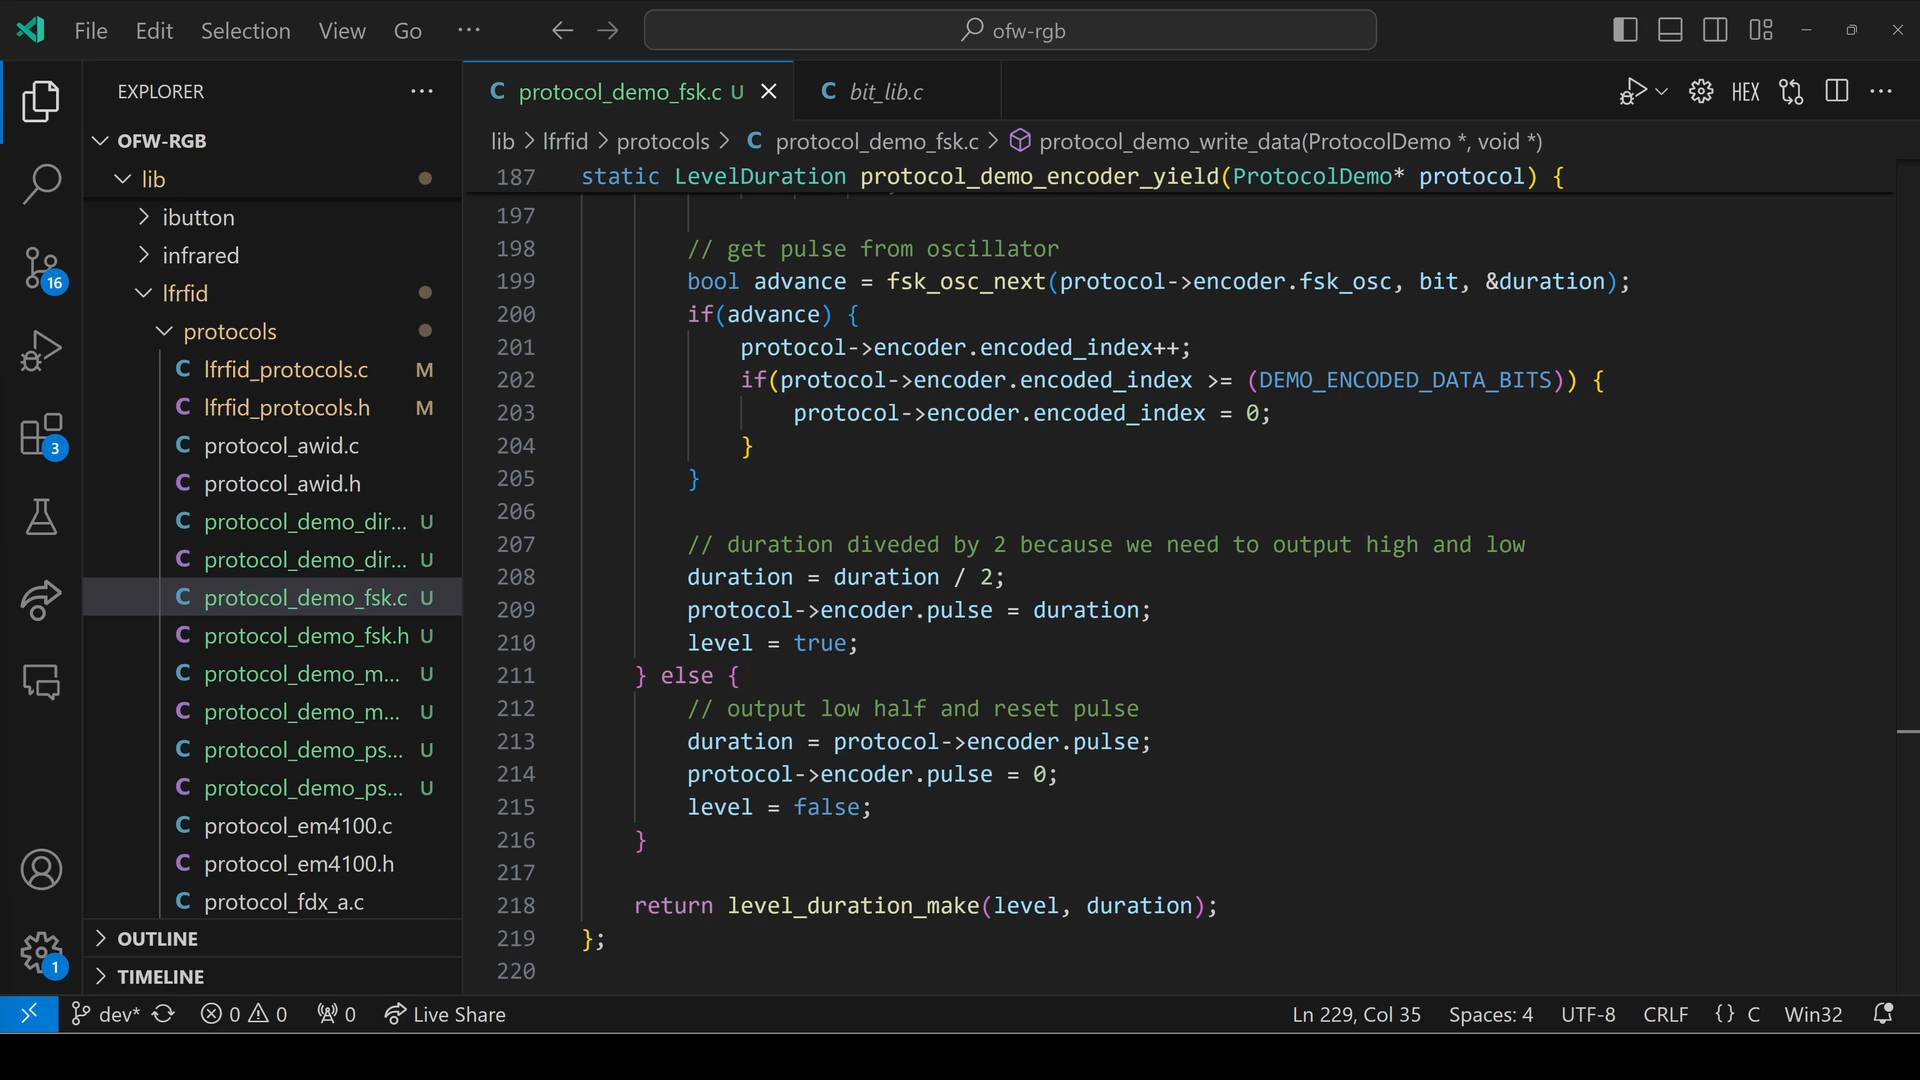 File Edit Selection View Go ··· ofw-rgb
EXPLORER ···
OFW-RGB
lib
ibutton
infrared
lfrfid
protocols
C lfrfid_protocols.c M
C lfrfid_protocols.h M
C protocol_awid.c
C protocol_awid.h
C protocol_demo_dir... U
C protocol_demo_dir... U
C protocol_demo_fsk.c U
C protocol_demo_fsk.h U
C protocol_demo_m... U
C protocol_demo_m... U
C protocol_demo_ps... U
C protocol_demo_ps... U
C protocol_em4100.c
C protocol_em4100.h
C protocol_fdx_a.c
OUTLINE
TIMELINE
16
3
1
C protocol_demo_fsk.c U C bit_lib.c HEX ···
lib > lfrfid > protocols > C protocol_demo_fsk.c > protocol_demo_write_data(ProtocolDemo *, void *)
187 static LevelDuration protocol_demo_encoder_yield(ProtocolDemo* protocol) {
197
198 // get pulse from oscillator
199 bool advance = fsk_osc_next(protocol->encoder.fsk_osc, bit, &duration);
200 if(advance) {
201 protocol->encoder.encoded_index++;
202 if(protocol->encoder.encoded_index >= (DEMO_ENCODED_DATA_BITS)) {
203 protocol->encoder.encoded_index = 0;
204 }
205 }
206
207 // duration diveded by 2 because we need to output high and low
208 duration = duration / 2;
209 protocol->encoder.pulse = duration;
210 level = true;
211 } else {
212 // output low half and reset pulse
213 duration = protocol->encoder.pulse;
214 protocol->encoder.pulse = 0;
215 level = false;
216 }
217
218 return level_duration_make(level, duration);
219 };
220
dev* 0 0 0 Live Share Ln 229, Col 35 Spaces: 4 UTF-8 CRLF {} C Win32